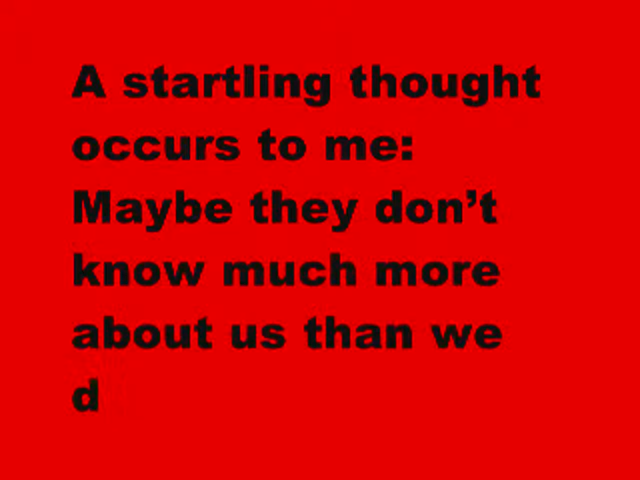 A startling thought
occurs to me:
Maybe they don’t
know much more
about us than we
d